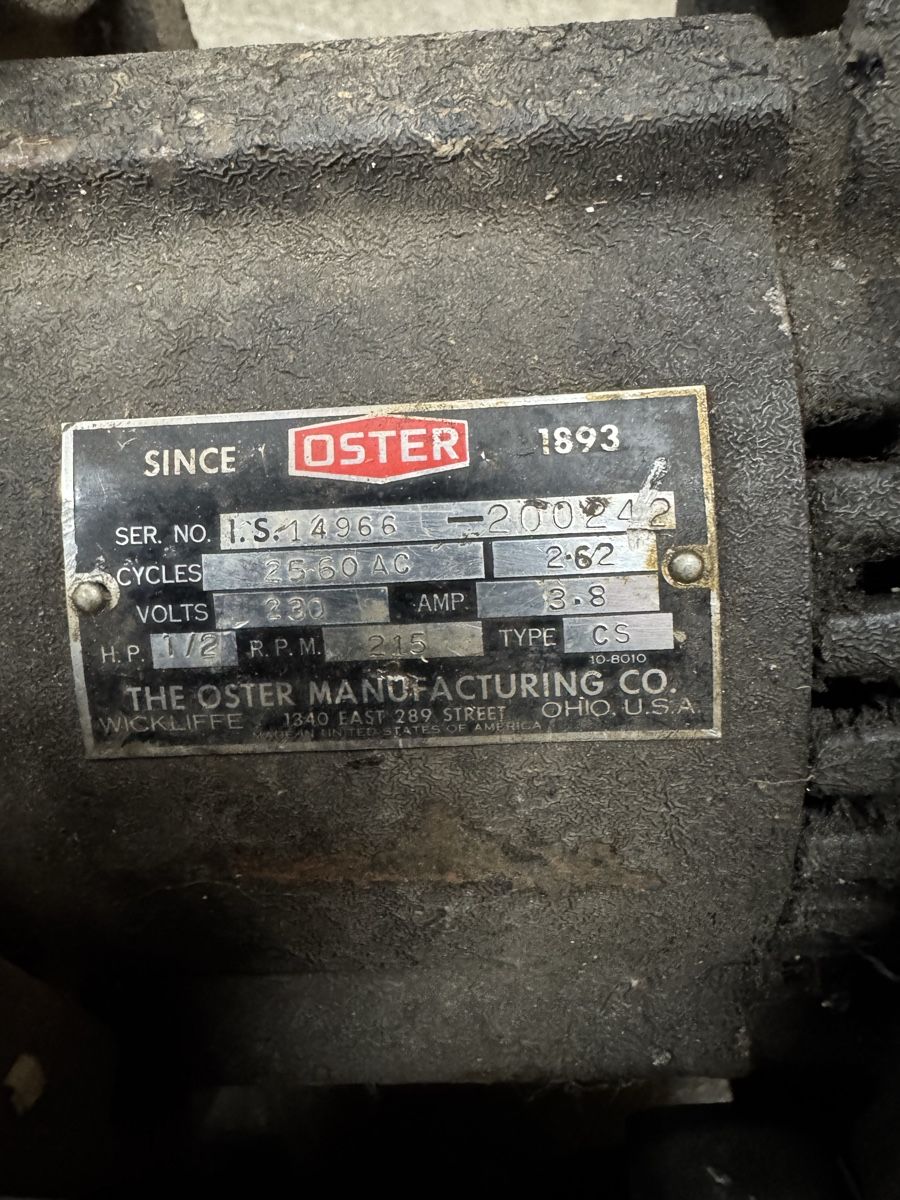 SINCE OSTER 1893
SER. NO. I.S.14966 -200242
CYCLES 25-60 AC 2-62
VOLTS 230 AMP. 3.8
H.P. 1/2 R.P.M. 215 TYPE CS
10-8010
THE OSTER MANUFACTURING CO.
WICKLIFFE 1340 EAST 289 STREET OHIO, U.S.A.
MADE IN UNITED STATES OF AMERICA